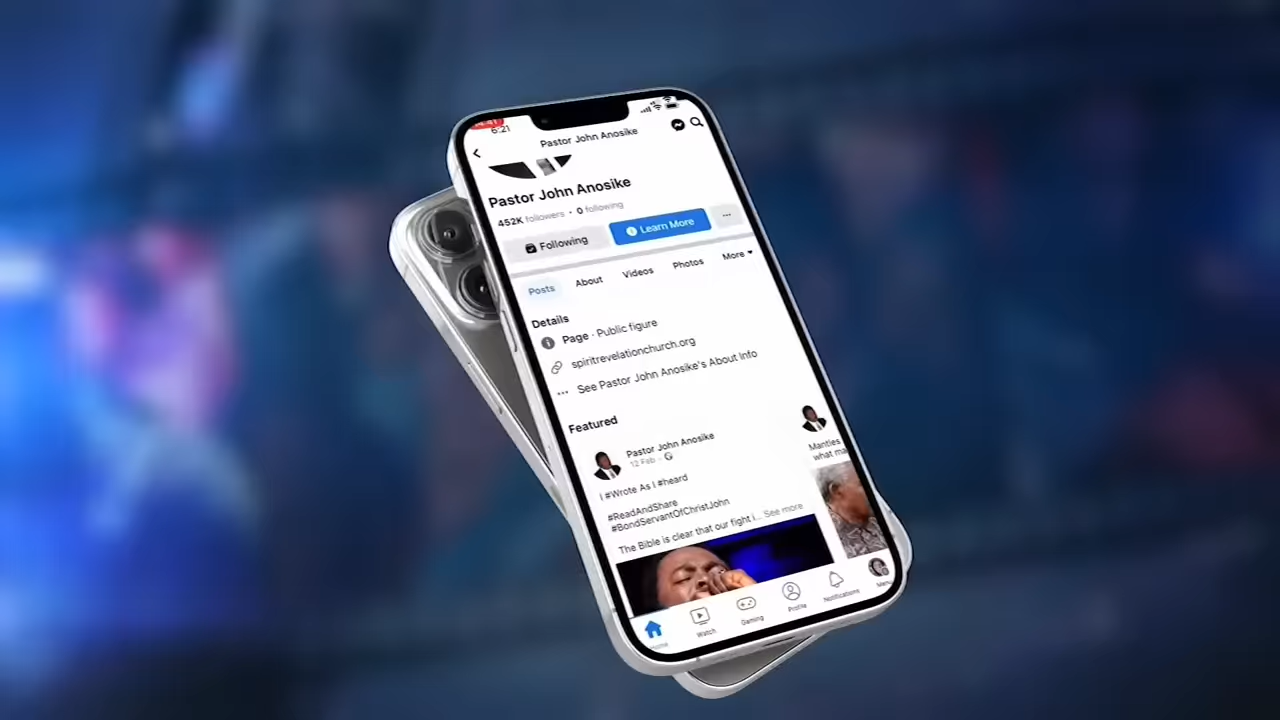 6:21
Pastor John Anosike
Pastor John Anosike
452K followers · 0 following
Following
Learn More
Posts
About
Videos
Photos
More
Details
Page · Public figure
spiritrevelationchurch.org
See Pastor John Anosike's About Info
Featured
Pastor John Anosike
12 Feb ·
I #Wrote As I #heard
#ReadAndShare
#BondServantOfChristJohn
The Bible is clear that our fight i... See more
Mantles
what ma
Home
Watch
Gaming
Profile
Notifications